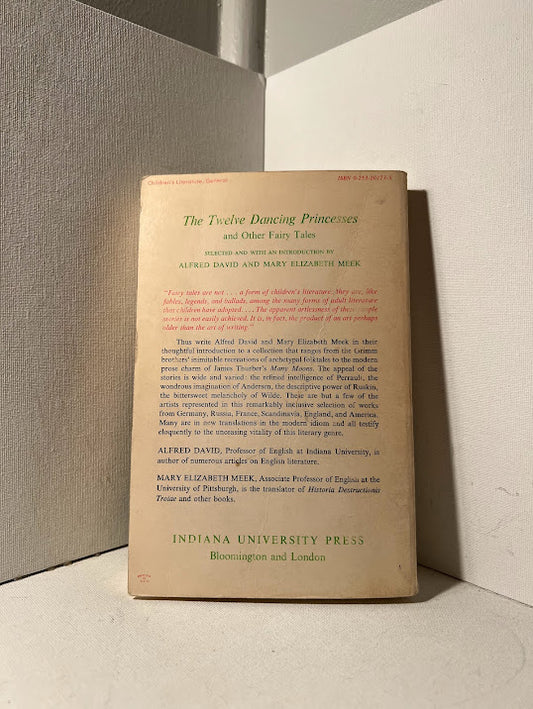 Children's Literature, General
ISBN 0-253-20173-X
The Twelve Dancing Princesses
and Other Fairy Tales
SELECTED AND WITH AN INTRODUCTION BY
ALFRED DAVID AND MARY ELIZABETH MEEK
"Fairy tales are not . . . a form of children's literature. They are, like
fables, legends, and ballads, among the many forms of adult literature
that children have adopted. . . . The apparent artlessness of these simple
stories is not easily achieved. It is, in fact, the product of an art perhaps
older than the art of writing."
Thus write Alfred David and Mary Elizabeth Meek in their
thoughtful introduction to a collection that ranges from the Grimm
brothers' inimitable recreations of archetypal folktales to the modern
prose charm of James Thurber's Many Moons. The appeal of the
stories is wide and varied: the refined intelligence of Perrault, the
wondrous imagination of Andersen, the descriptive power of Ruskin,
the bittersweet melancholy of Wilde. These are but a few of the
artists represented in this remarkably inclusive selection of works
from Germany, Russia, France, Scandinavia, England, and America.
Many are in new translations in the modern idiom and all testify
eloquently to the unceasing vitality of this literary genre.
ALFRED DAVID, Professor of English at Indiana University, is
author of numerous articles on English literature.
MARY ELIZABETH MEEK, Associate Professor of English at the
University of Pittsburgh, is the translator of Historia Destructionis
Troiae and other books.
INDIANA UNIVERSITY PRESS
Bloomington and London